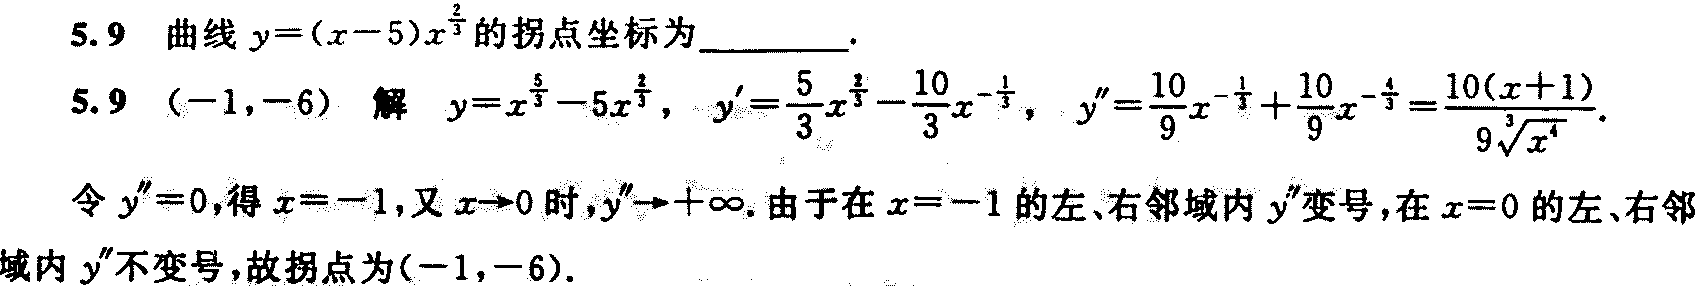 5.9 曲线 y=(x-5)x^{\frac{2}{3}} 的拐点坐标为________.
5.9 (-1,-6) 解 y=x^{\frac{5}{3}}-5x^{\frac{2}{3}}, y'=\frac{5}{3}x^{\frac{2}{3}}-\frac{10}{3}x^{-\frac{1}{3}}, y''=\frac{10}{9}x^{-\frac{1}{3}}+\frac{10}{9}x^{-\frac{4}{3}}=\frac{10(x+1)}{9\sqrt[3]{x^4}}.
令 y''=0,得 x=-1,又 x→0 时,y''→+∞.由于在 x=-1 的左、右邻域内 y''变号,在 x=0 的左、右邻
域内 y''不变号,故拐点为(-1,-6).